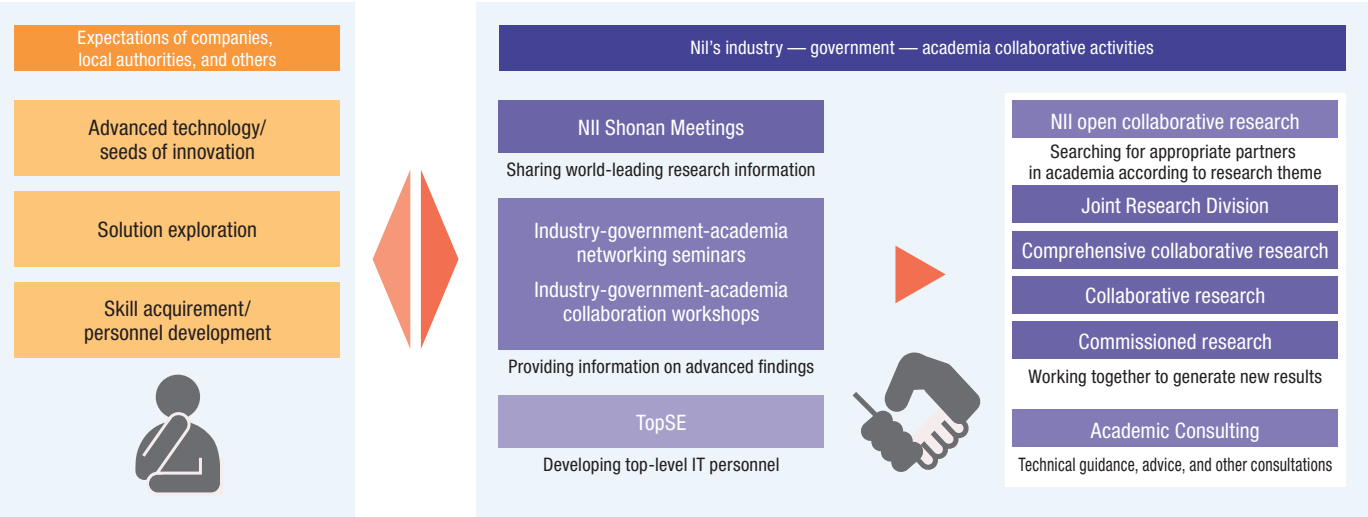 Expectations of companies,
local authorities, and others
Advanced technology/
seeds of innovation
Solution exploration
Skill acquirement/
personnel development
NiI’s industry — government — academia collaborative activities
NII Shonan Meetings
Sharing world-leading research information
Industry-government-academia
networking seminars
Industry-government-academia
collaboration workshops
Providing information on advanced findings
TopSE
Developing top-level IT personnel
NII open collaborative research
Searching for appropriate partners
in academia according to research theme
Joint Research Division
Comprehensive collaborative research
Collaborative research
Commissioned research
Working together to generate new results
Academic Consulting
Technical guidance, advice, and other consultations